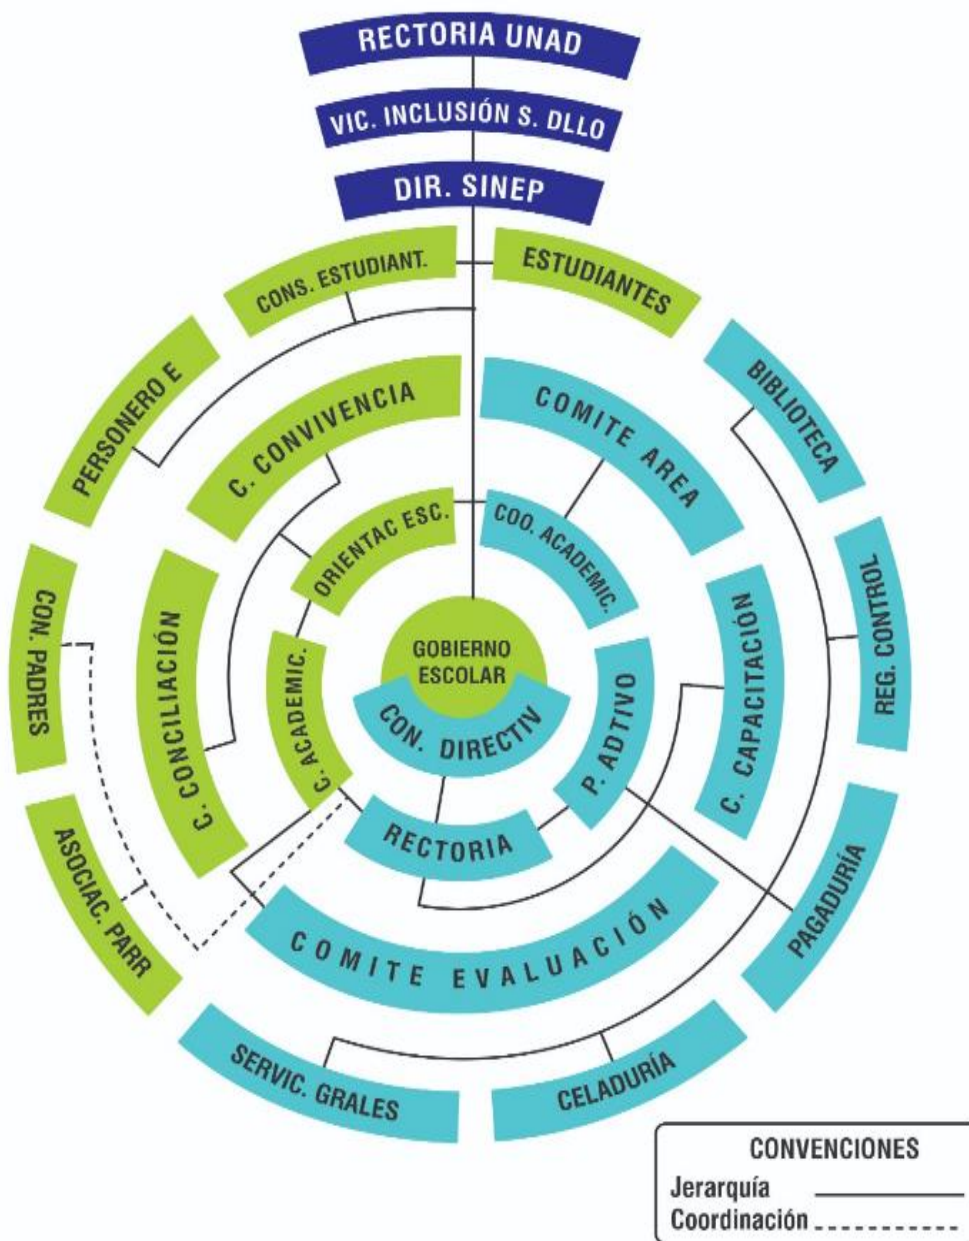 RECTORIA UNAD
VIC. INCLUSIÓN S. DLLO
DIR. SINEP
CONS. ESTUDIANT.
ESTUDIANTES
PERSONERO E
BIBLIOTECA
C. CONVIVENCIA
COMITE AREA
ORIENTAC ESC.
COO. ACADEMIC.
CON. PADRES
C. CONCILIACIÓN
C. ACADEMIC.
GOBIERNO
ESCOLAR
CON. DIRECTIV
P. ADTIVO
C. CAPACITACIÓN
REG. CONTROL
RECTORIA
ASOCIAC. PARR
COMITE EVALUACIÓN
PAGADURÍA
SERVIC. GRALES
CELADURÍA
CONVENCIONES
Jerarquía
Coordinación